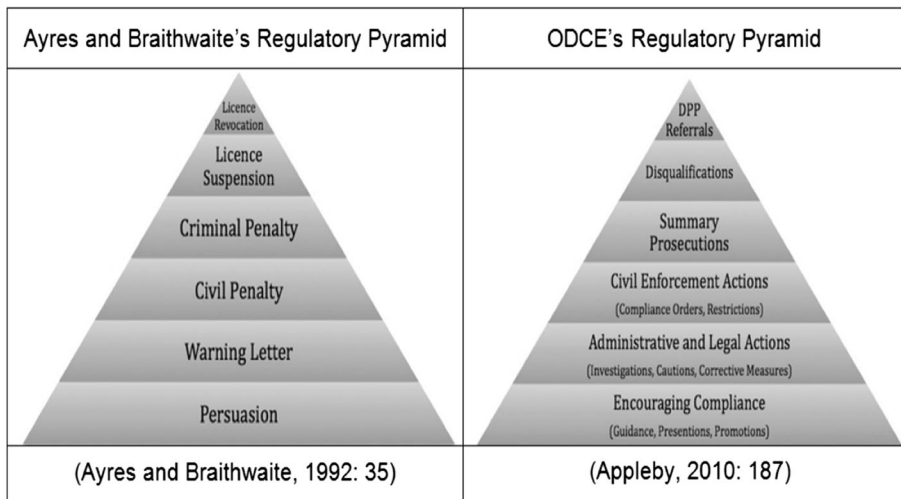 Ayres and Braithwaite's Regulatory Pyramid
Licence
Revocation
Licence
Suspension
Criminal Penalty
Civil Penalty
Warning Letter
Persuasion
(Ayres and Braithwaite, 1992: 35)
ODCE's Regulatory Pyramid
DPP
Referrals
Disqualifications
Summary
Prosecutions
Civil Enforcement Actions
(Compliance Orders, Restrictions)
Administrative and Legal Actions
(Investigations, Cautions, Corrective Measures)
Encouraging Compliance
(Guidance, Presentions, Promotions)
(Appleby, 2010: 187)